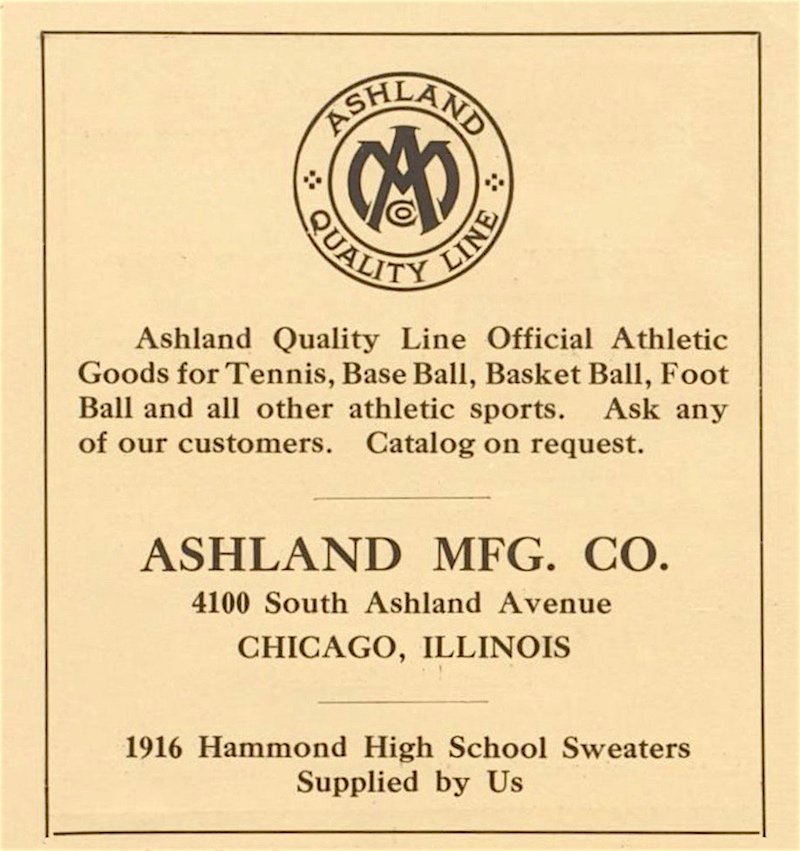 ASHLAND
AMCo
QUALITY LINE
Ashland Quality Line Official Athletic
Goods for Tennis, Base Ball, Basket Ball, Foot
Ball and all other athletic sports. Ask any
of our customers. Catalog on request.
ASHLAND MFG. CO.
4100 South Ashland Avenue
CHICAGO, ILLINOIS
1916 Hammond High School Sweaters
Supplied by Us